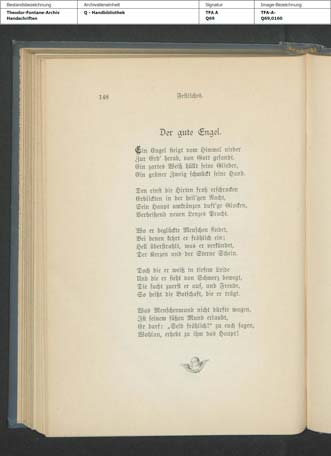 Bestandsbezeichnung
Archivalieneinheit
Signatur
Image-Bezeichnung
Theodor-Fontane-Archiv
Handschriften
Q - Handbibliothek
TFA A
Q69
TFA-A-
Q69,0160
148
Festliches.
Der gute Engel.
Ein Engel steigt vom Himmel nieder
Zur Erd' herab, von Gott gesandt.
Ein zartes Weiß hüllt seine Glieder,
Ein grüner Zweig schmückt seine Hand.
Den einst die Hirten froh erschrocken
Erblickten in der heil'gen Nacht,
Sein Haupt umkränzen duft'ge Glocken,
Verheißend neuen Lenzes Pracht.
Wo er beglückte Menschen findet,
Bei denen kehrt er fröhlich ein;
Hell überstrahlt, was er verkündet,
Der Kerzen und der Sterne Schein.
Doch die er weiß in tiefem Leide
Und die er sieht von Schmerz bewegt,
Die sucht zuerst er auf, und Freude,
So heißt die Botschaft, die er trägt.
Was Menschenmund nicht dürfte wagen,
Ist seinem süßen Mund erlaubt,
Er darf: „Seid fröhlich!“ zu euch sagen,
Wohlan, erhebt zu ihm das Haupt!